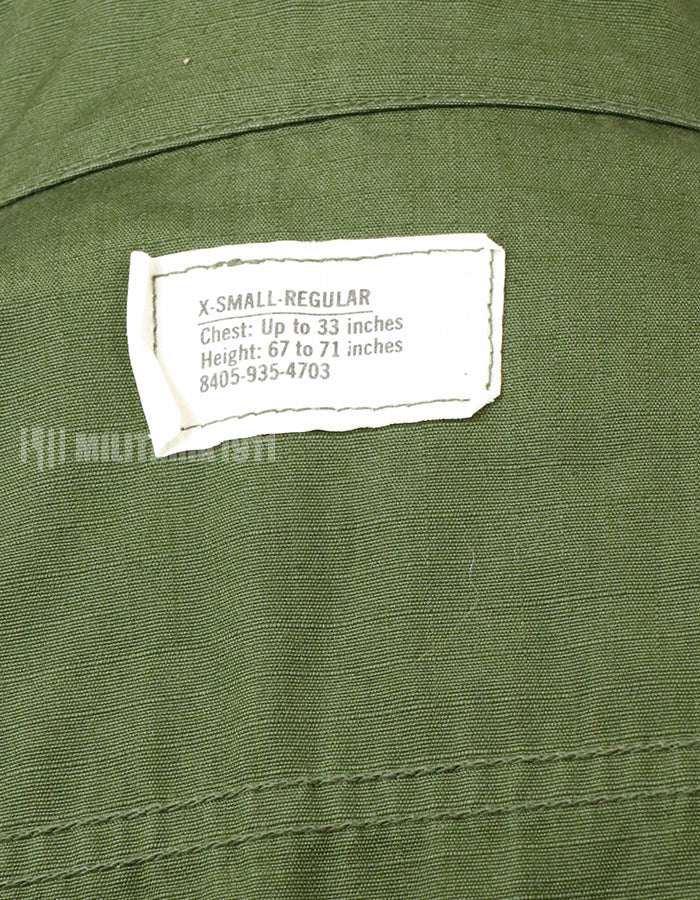 X-SMALL-REGULAR
Chest: Up to 33 inches
Height: 67 to 71 inches
8405-935-4703